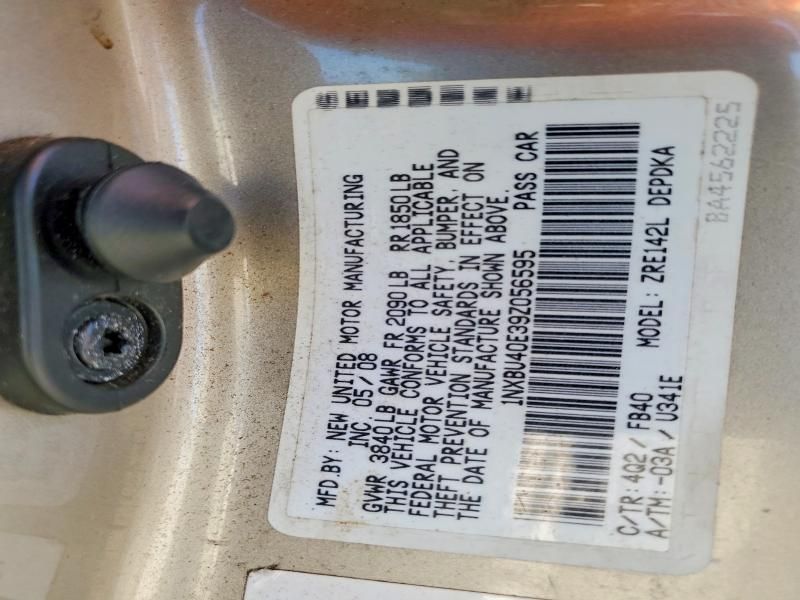 MFD.BY: NEW UNITED MOTOR MANUFACTURING
INC. 05/08
GVWR 3840LB GAWR FR 2090LB RR1850LB
THIS VEHICLE CONFORMS TO ALL APPLICABLE
FEDERAL MOTOR VEHICLE SAFETY, BUMPER, AND
THEFT PREVENTION STANDARDS IN EFFECT ON
THE DATE OF MANUFACTURE SHOWN ABOVE.
1NXBU40E39Z056595 PASS CAR
C/TR: 4Q2/FB40 MODEL: ZRE142L DEPDKA
A/TM:-03A/U341E
BA4562225